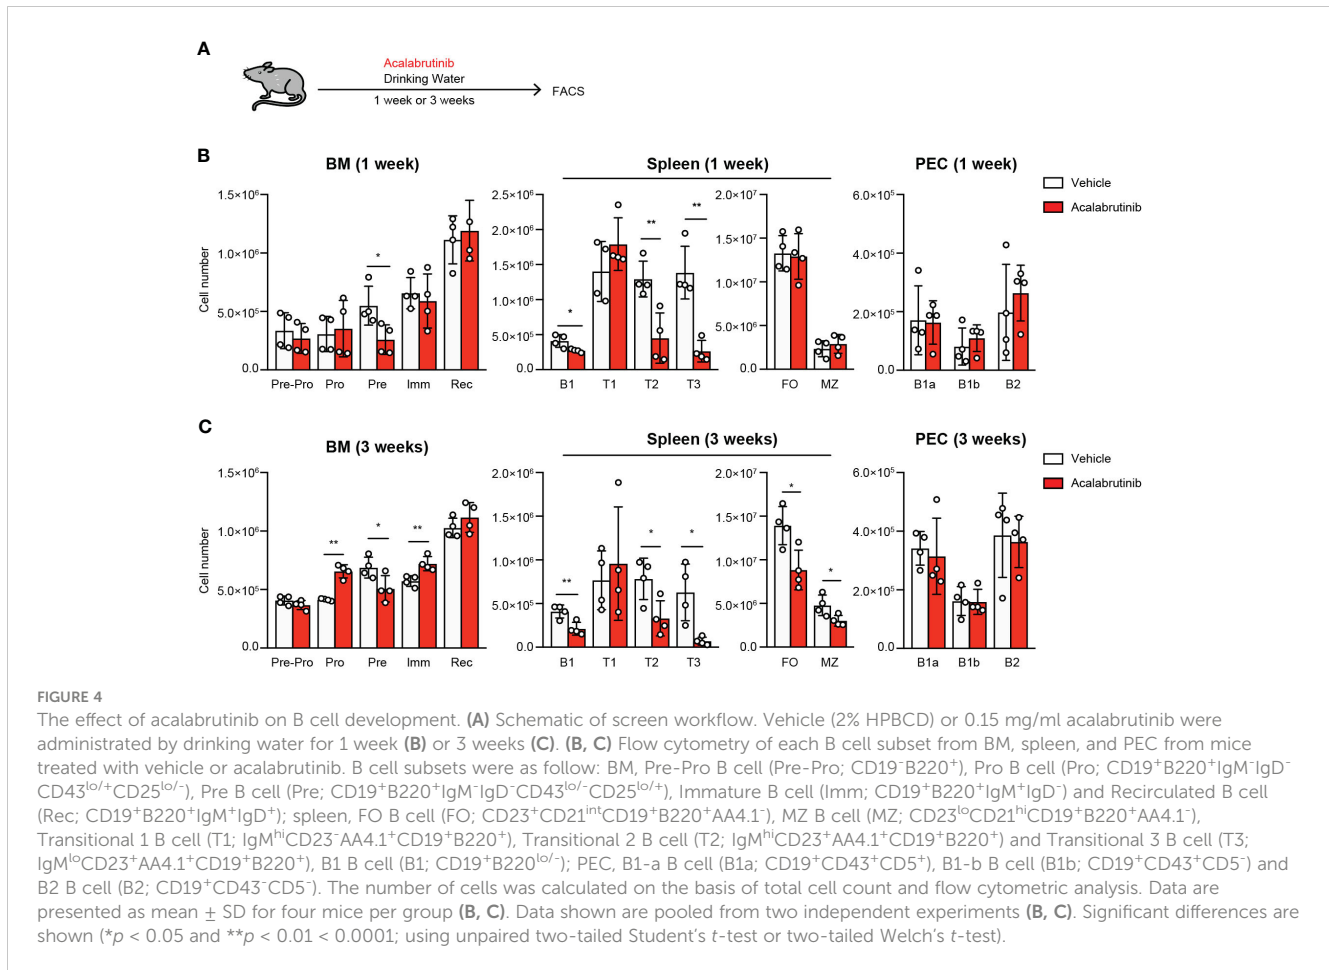 A
Acalabrutinib
Drinking Water
1 week or 3 weeks
FACS
B
BM (1 week)
Spleen (1 week)
PEC (1 week)
Vehicle
Acalabrutinib
Cell number
1.5×10⁶
1.0×10⁶
5.0×10⁵
0.0
*
Pre-Pro Pro Pre Imm Rec
2.5×10⁶
2.0×10⁶
1.5×10⁶
1.0×10⁶
5.0×10⁵
0.0
* ** **
B1 T1 T2 T3
2.0×10⁷
1.5×10⁷
1.0×10⁷
5.0×10⁶
0.0
FO MZ
6.0×10⁵
4.0×10⁵
2.0×10⁵
0.0
B1a B1b B2
C
BM (3 weeks)
Spleen (3 weeks)
PEC (3 weeks)
Vehicle
Acalabrutinib
Cell number
1.5×10⁶
1.0×10⁶
5.0×10⁵
0.0
** * **
Pre-Pro Pro Pre Imm Rec
2.0×10⁶
1.5×10⁶
1.0×10⁶
5.0×10⁵
0.0
** * *
B1 T1 T2 T3
2.0×10⁷
1.5×10⁷
1.0×10⁷
5.0×10⁶
0.0
* *
FO MZ
6.0×10⁵
4.0×10⁵
2.0×10⁵
0.0
B1a B1b B2
FIGURE 4
The effect of acalabrutinib on B cell development. (A) Schematic of screen workflow. Vehicle (2% HPBCD) or 0.15 mg/ml acalabrutinib were
administrated by drinking water for 1 week (B) or 3 weeks (C). (B, C) Flow cytometry of each B cell subset from BM, spleen, and PEC from mice
treated with vehicle or acalabrutinib. B cell subsets were as follow: BM, Pre-Pro B cell (Pre-Pro; CD19⁻B220⁺), Pro B cell (Pro; CD19⁺B220⁺IgM⁻IgD⁻
CD43ˡᵒ/⁺CD25ˡᵒ/⁻), Pre B cell (Pre; CD19⁺B220⁺IgM⁻IgD⁻CD43ˡᵒ/⁻CD25ˡᵒ/⁺), Immature B cell (Imm; CD19⁺B220⁺IgM⁺IgD⁻) and Recirculated B cell
(Rec; CD19⁺B220⁺IgM⁺IgD⁺); spleen, FO B cell (FO; CD23⁺CD21ⁱⁿᵗCD19⁺B220⁺AA4.1⁻), MZ B cell (MZ; CD23ˡᵒCD21ʰⁱCD19⁺B220⁺AA4.1⁻),
Transitional 1 B cell (T1; IgMʰⁱCD23⁻AA4.1⁺CD19⁺B220⁺), Transitional 2 B cell (T2; IgMʰⁱCD23⁺AA4.1⁺CD19⁺B220⁺) and Transitional 3 B cell (T3;
IgMˡᵒCD23⁺AA4.1⁺CD19⁺B220⁺), B1 B cell (B1; CD19⁺B220ˡᵒ/⁻); PEC, B1-a B cell (B1a; CD19⁺CD43⁺CD5⁺), B1-b B cell (B1b; CD19⁺CD43⁺CD5⁻) and
B2 B cell (B2; CD19⁺CD43⁻CD5⁻). The number of cells was calculated on the basis of total cell count and flow cytometric analysis. Data are
presented as mean ± SD for four mice per group (B, C). Data shown are pooled from two independent experiments (B, C). Significant differences are
shown (*p < 0.05 and **p < 0.01 < 0.0001; using unpaired two-tailed Student’s t-test or two-tailed Welch’s t-test).